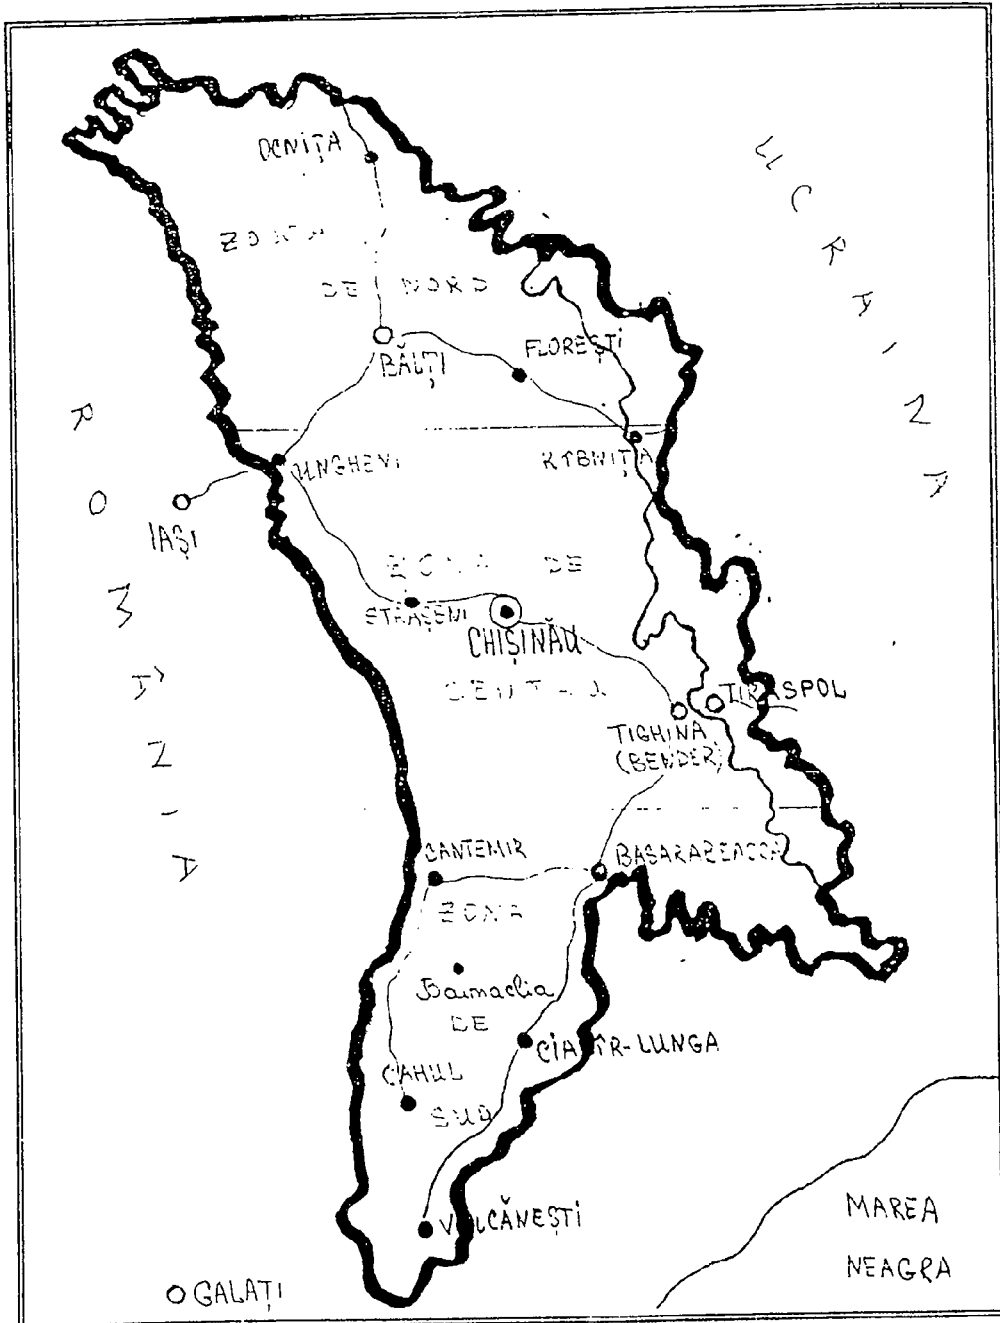 OCNIȚA
UCRAINA
ZONA
DE NORD
BĂLȚI
FLOREȘTI
UNGHEVI
RÎBNIȚA
ROMÂNIA
IAȘI
ZONA DE
STRĂȘENI
CHIȘINĂU
CENTRU
TIRASPOL
TIGHINA
(BENDER)
CANTEMIR
BASARABEASCA
ZONA
Baimaclia
DE
CIADÎR-LUNGA
CAHUL
SUD
VULCĂNEȘTI
MAREA
NEAGRA
GALAȚI